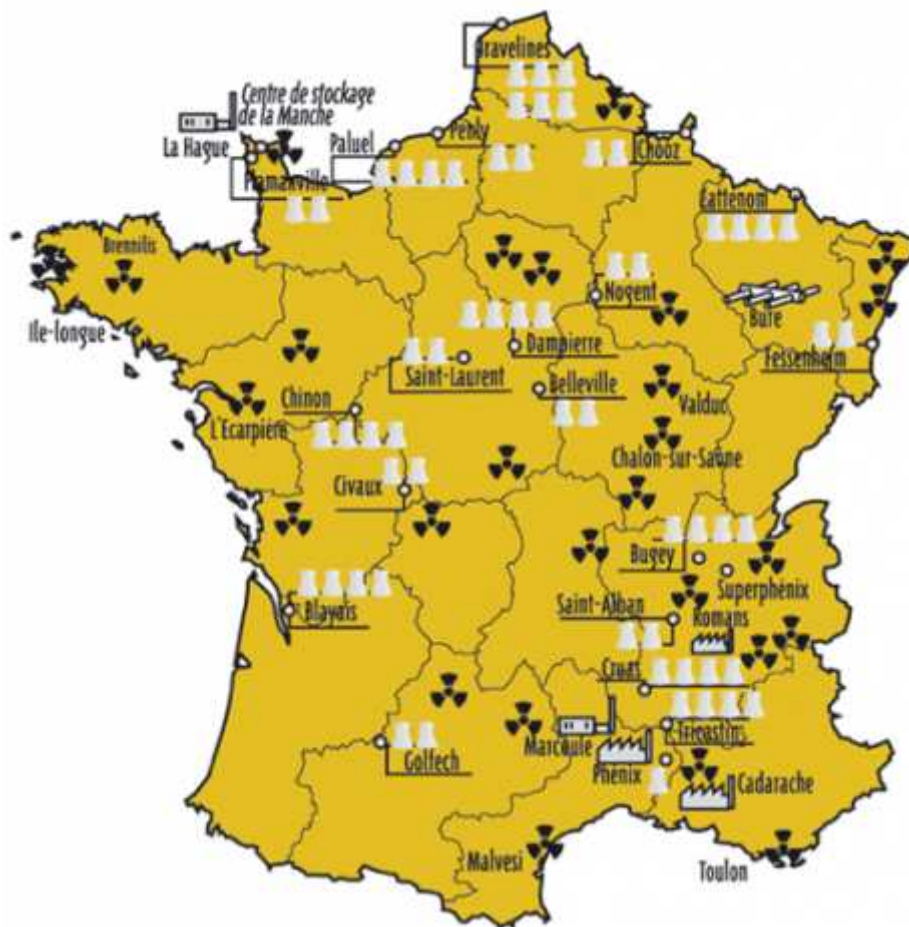 Gravelines
Centre de stockage
de la Manche
La Hague
Paluel
Penly
Chooz
Flamanville
Cattenom
Brennilis
Nogent
Bure
Ile-longue
Dampierre
Fessenheim
Saint-Laurent
Belleville
Chinon
Valduc
L'Ecarpière
Chalon-sur-Saône
Civaux
Bugey
Superphénix
Blayais
Saint-Alban
Romans
Cruas
Tricastin
Marcoule
Golfech
Phénix
Cadarache
Malvesi
Toulon